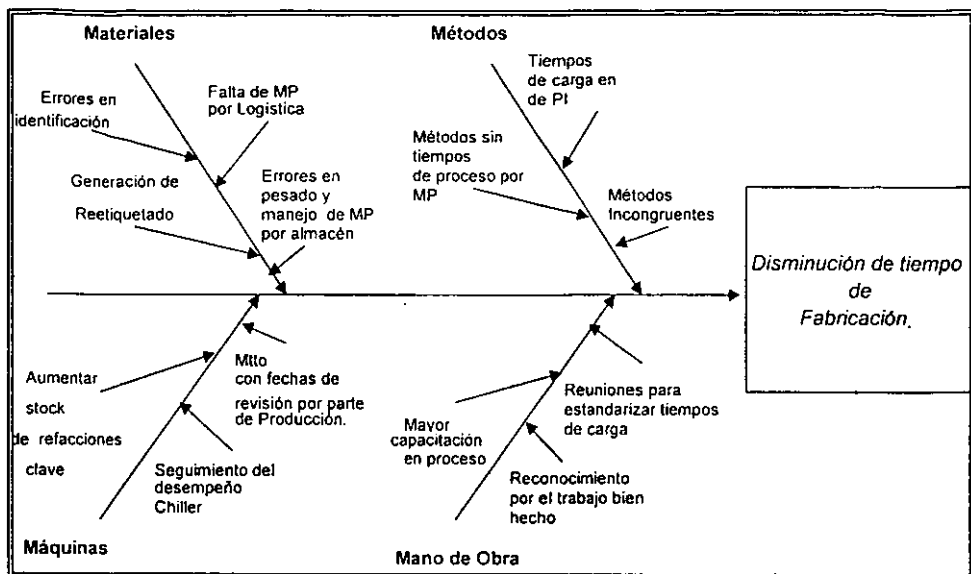 Materiales
Métodos
Errores en
identificación
Falta de MP
por Logística
Generación de
Reetiquetado
Errores en
pesado y
manejo de MP
por almacén
Tiempos
de carga en
de PI
Métodos sin
tiempos
de proceso por
MP
Métodos
Incongruentes
Disminución de tiempo
de
Fabricación.
Aumentar
stock
de refacciones
clave
Mtto
con fechas de
revisión por parte
de Producción.
Seguimiento del
desempeño
Chiller
Mayor
capacitación
en proceso
Reuniones para
estandarizar tiempos
de carga
Reconocimiento
por el trabajo bien
hecho
Máquinas
Mano de Obra